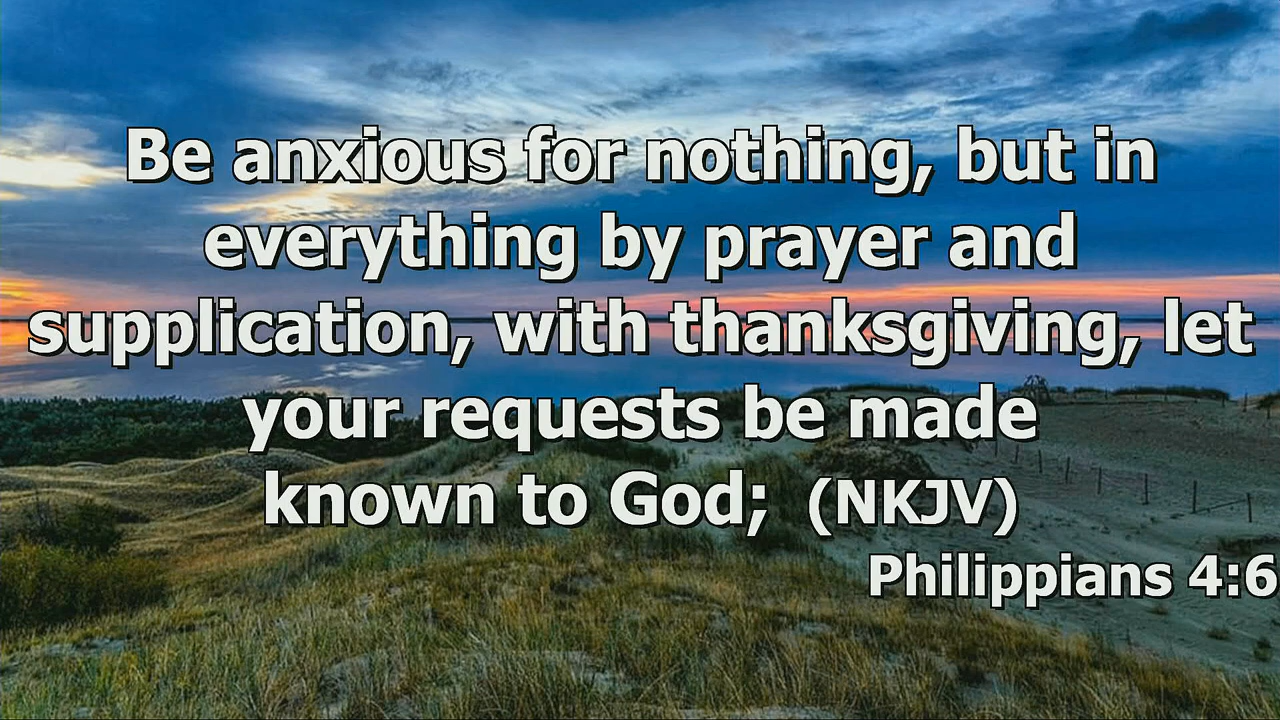 Be anxious for nothing, but in
everything by prayer and
supplication, with thanksgiving, let
your requests be made
known to God; (NKJV)
Philippians 4:6